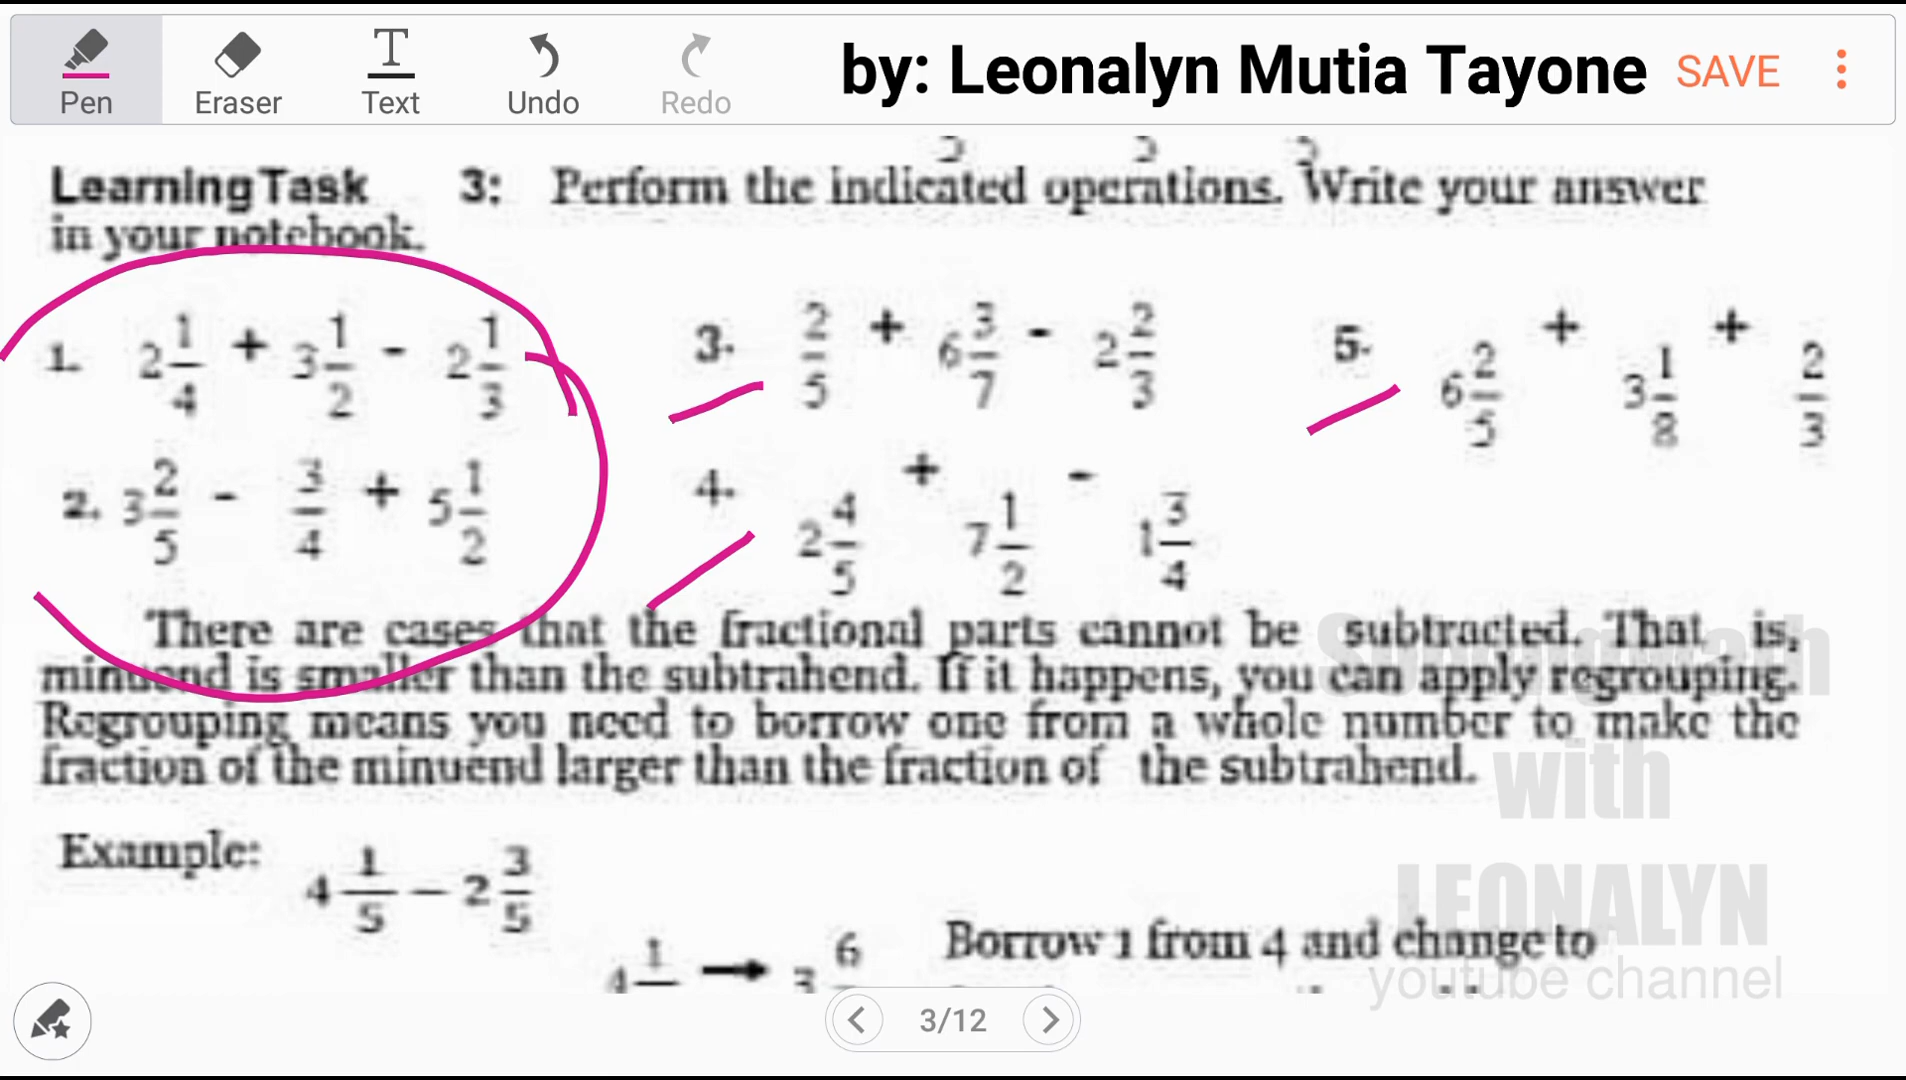 Pen
Eraser
Text
Undo
Redo
by: Leonalyn Mutia Tayone
SAVE
Learning Task 3: Perform the indicated operations. Write your answer
in your notebook.
1. 2 1/4 + 3 1/2 - 2 1/3
2. 3 2/5 - 3/4 + 5 1/2
3. 2/5 + 6 3/7 - 2 2/3
4. 2 4/5 + 7 1/2 - 1 3/4
5. 6 2/5 + 3 1/8 + 2/3
There are cases that the fractional parts cannot be subtracted. That is,
minuend is smaller than the subtrahend. If it happens, you can apply regrouping.
Regrouping means you need to borrow one from a whole number to make the
fraction of the minuend larger than the fraction of the subtrahend.
Example: 4 1/5 – 2 3/5
Borrow 1 from 4 and change to
with
LEONALYN
youtube channel
3/12